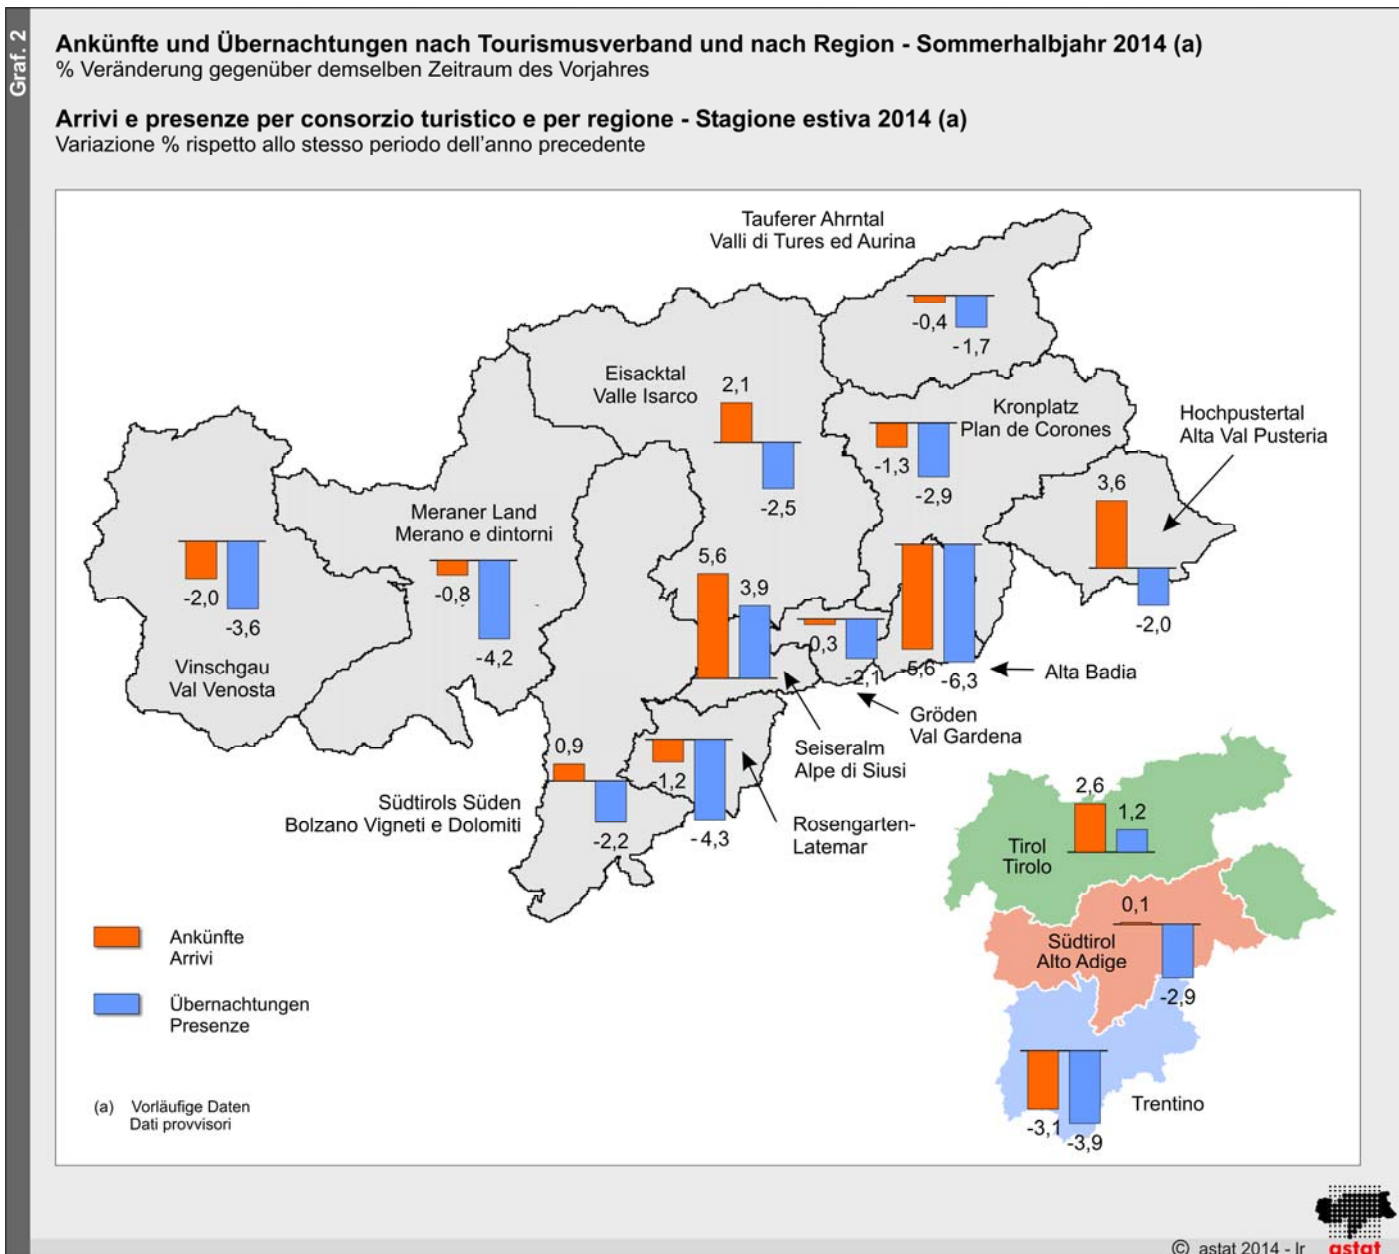 Graf. 2
Ankünfte und Übernachtungen nach Tourismusverband und nach Region - Sommerhalbjahr 2014 (a)
% Veränderung gegenüber demselben Zeitraum des Vorjahres
Arrivi e presenze per consorzio turistico e per regione - Stagione estiva 2014 (a)
Variazione % rispetto allo stesso periodo dell'anno precedente
Tauferer Ahrntal
Valli di Tures ed Aurina
-0,4
-1,7
Eisacktal
Valle Isarco
2,1
-2,5
Kronplatz
Plan de Corones
-1,3
-2,9
Hochpustertal
Alta Val Pusteria
3,6
-2,0
Meraner Land
Merano e dintorni
-0,8
-4,2
Vinschgau
Val Venosta
-2,0
-3,6
5,6
3,9
Seiseralm
Alpe di Siusi
0,3
-2,1
Gröden
Val Gardena
-5,6
-6,3
Alta Badia
Südtirols Süden
Bolzano Vigneti e Dolomiti
0,9
-2,2
-1,2
-4,3
Rosengarten-
Latemar
Tirol
Tirolo
2,6
1,2
Südtirol
Alto Adige
0,1
-2,9
Trentino
-3,1
-3,9
Ankünfte
Arrivi
Übernachtungen
Presenze
(a) Vorläufige Daten
Dati provvisori
© astat 2014 - lr
astat